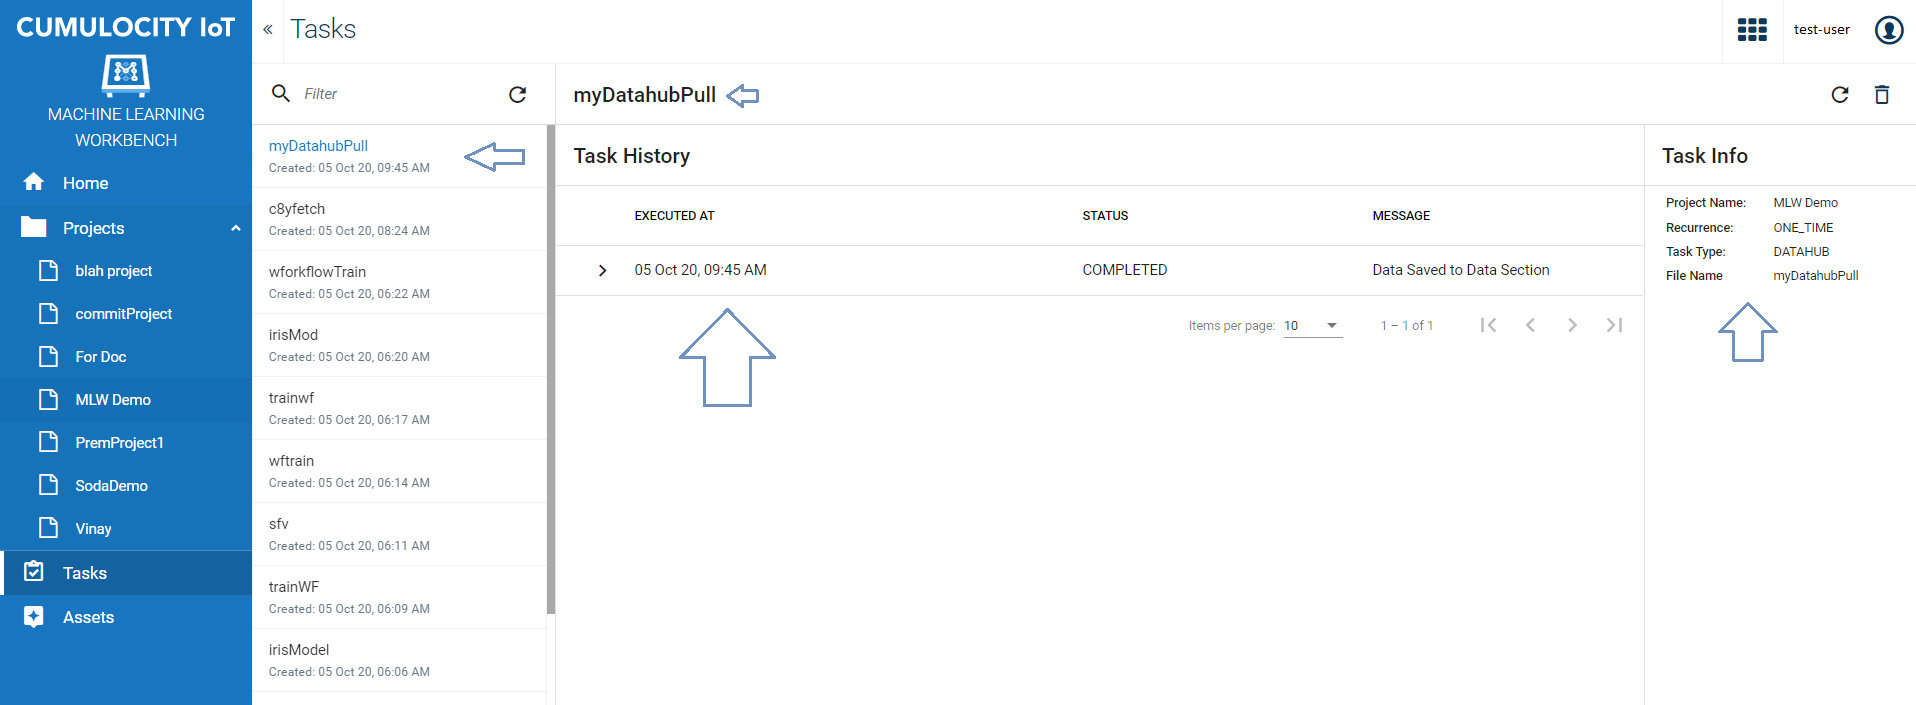 CUMULOCITY IoT
MACHINE LEARNING
WORKBENCH
Home
Projects
blah project
commitProject
For Doc
MLW Demo
PremProject1
SodaDemo
Vinay
Tasks
Assets
«
Tasks
test-user
Filter
myDatahubPull
Created: 05 Oct 20, 09:45 AM
c8yfetch
Created: 05 Oct 20, 08:24 AM
wforkflowTrain
Created: 05 Oct 20, 06:22 AM
irisMod
Created: 05 Oct 20, 06:20 AM
trainwf
Created: 05 Oct 20, 06:17 AM
wftrain
Created: 05 Oct 20, 06:14 AM
sfv
Created: 05 Oct 20, 06:11 AM
trainWF
Created: 05 Oct 20, 06:09 AM
irisModel
Created: 05 Oct 20, 06:06 AM
myDatahubPull
Task History
EXECUTED AT STATUS MESSAGE
05 Oct 20, 09:45 AM COMPLETED Data Saved to Data Section
Items per page: 10 1 – 1 of 1
Task Info
Project Name: MLW Demo
Recurrence: ONE_TIME
Task Type: DATAHUB
File Name myDatahubPull